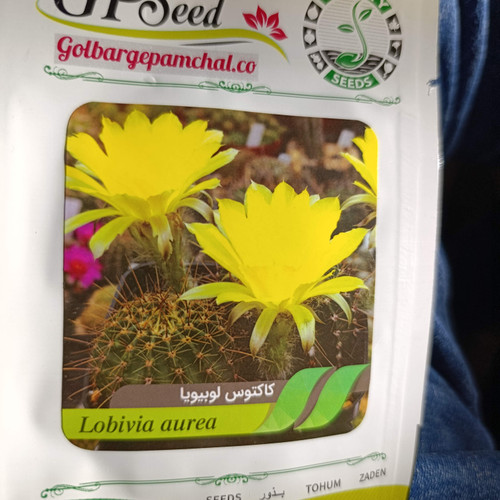 GPSeed
Golbargepamchal.co
SEEDS
کاکتوس لوبیویا
Lobivia aurea
SEEDS بذور TOHUM ZADEN